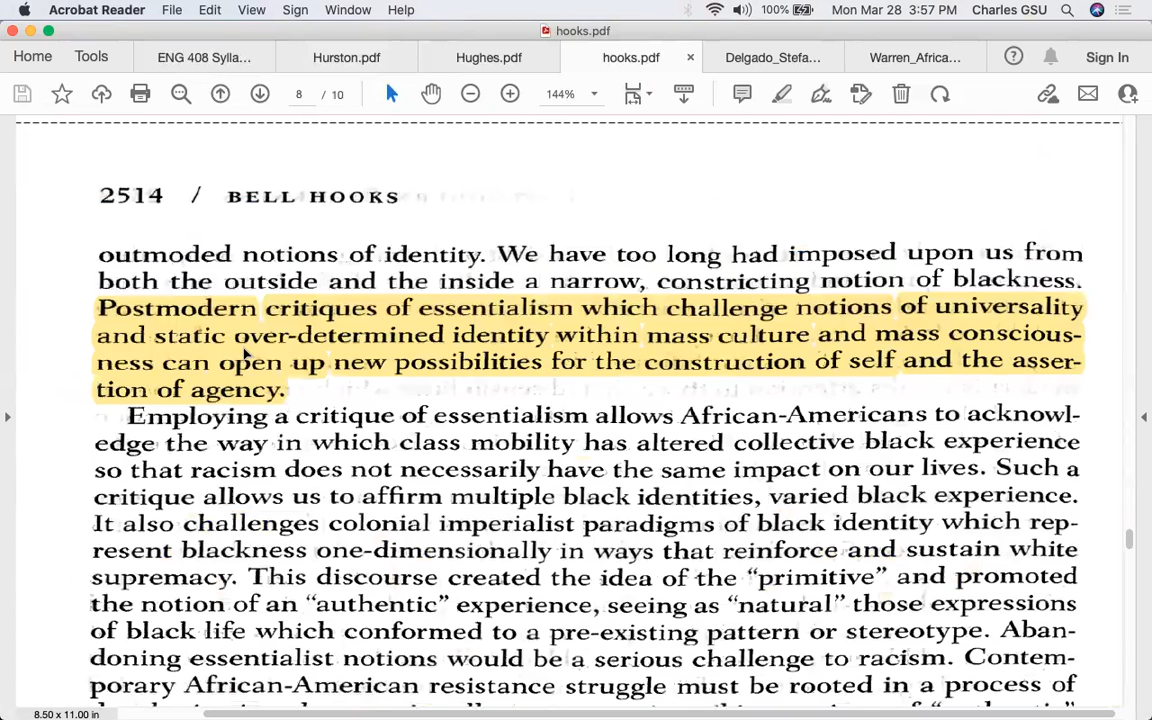 Acrobat Reader File Edit View Sign Window Help 100% Mon Mar 28 3:57 PM Charles GSU
hooks.pdf
Home Tools ENG 408 Sylla... Hurston.pdf Hughes.pdf hooks.pdf × Delgado_Stefa... Warren_Africa... Sign In
8 / 10 144%
2514 / BELL HOOKS
outmoded notions of identity. We have too long had imposed upon us from
both the outside and the inside a narrow, constricting notion of blackness.
Postmodern critiques of essentialism which challenge notions of universality
and static over-determined identity within mass culture and mass conscious-
ness can open up new possibilities for the construction of self and the asser-
tion of agency.
Employing a critique of essentialism allows African-Americans to acknowl-
edge the way in which class mobility has altered collective black experience
so that racism does not necessarily have the same impact on our lives. Such a
critique allows us to affirm multiple black identities, varied black experience.
It also challenges colonial imperialist paradigms of black identity which rep-
resent blackness one-dimensionally in ways that reinforce and sustain white
supremacy. This discourse created the idea of the “primitive” and promoted
the notion of an “authentic” experience, seeing as “natural” those expressions
of black life which conformed to a pre-existing pattern or stereotype. Aban-
doning essentialist notions would be a serious challenge to racism. Contem-
porary African-American resistance struggle must be rooted in a process of
8.50 x 11.00 in